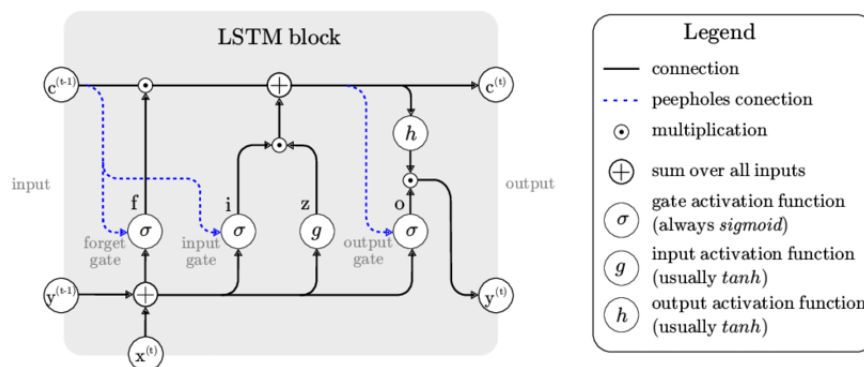 LSTM block
c(t-1)
c(t)
h
input
output
f
i
z
o
σ
σ
g
σ
forget
gate
input
gate
output
gate
y(t-1)
y(t)
x(t)
Legend
connection
peepholes conection
multiplication
sum over all inputs
σ
gate activation function
(always sigmoid)
g
input activation function
(usually tanh)
h
output activation function
(usually tanh)